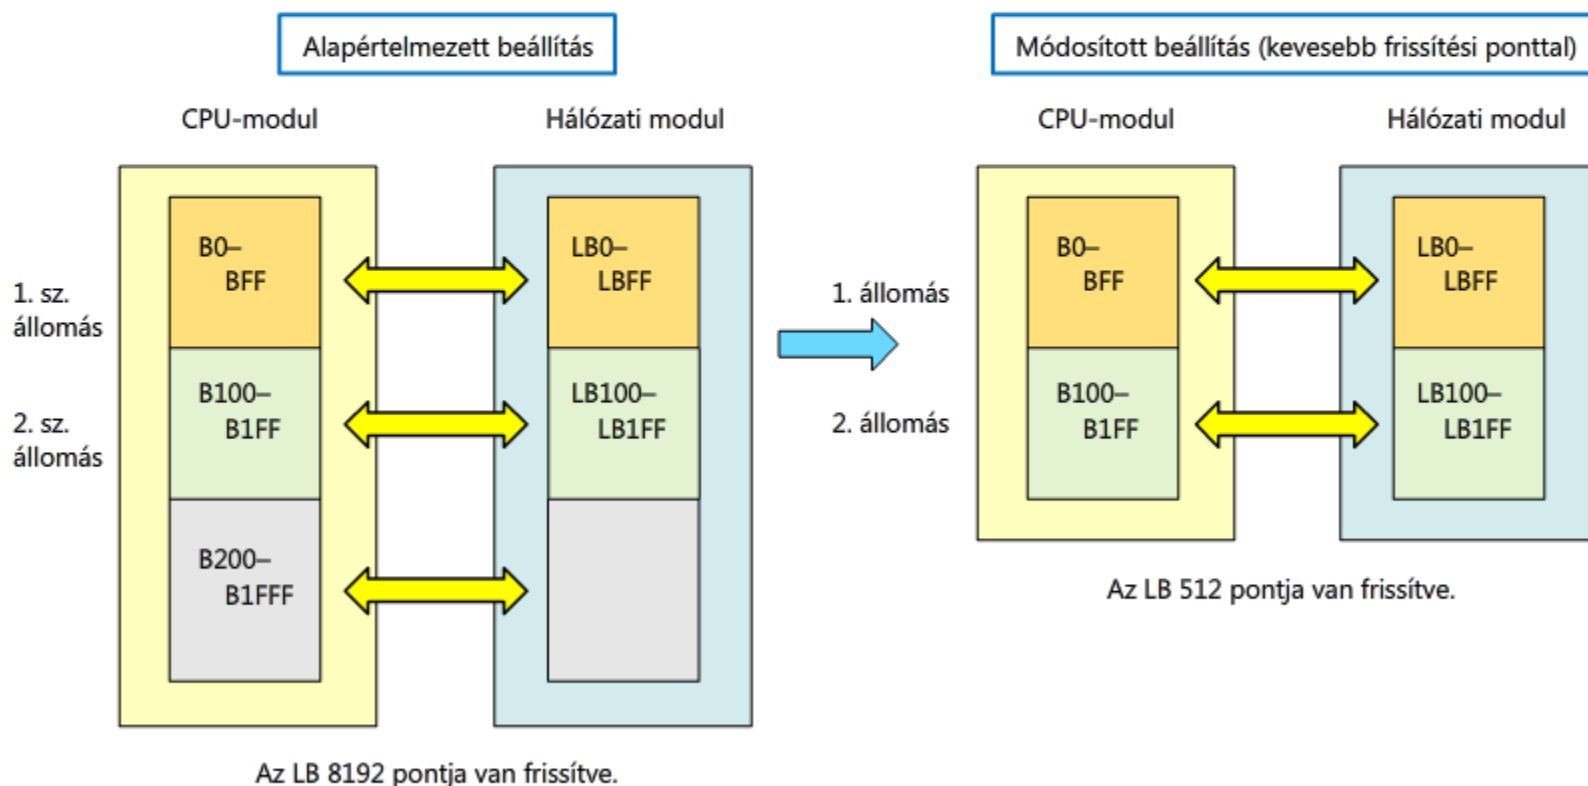 Alapértelmezett beállítás
CPU-modul
Hálózati modul
1. sz.
állomás
2. sz.
állomás
B0–
BFF
B100–
B1FF
B200–
B1FFF
LB0–
LBFF
LB100–
LB1FF
Az LB 8192 pontja van frissítve.
Módosított beállítás (kevesebb frissítési ponttal)
CPU-modul
Hálózati modul
1. állomás
2. állomás
B0–
BFF
B100–
B1FF
LB0–
LBFF
LB100–
LB1FF
Az LB 512 pontja van frissítve.